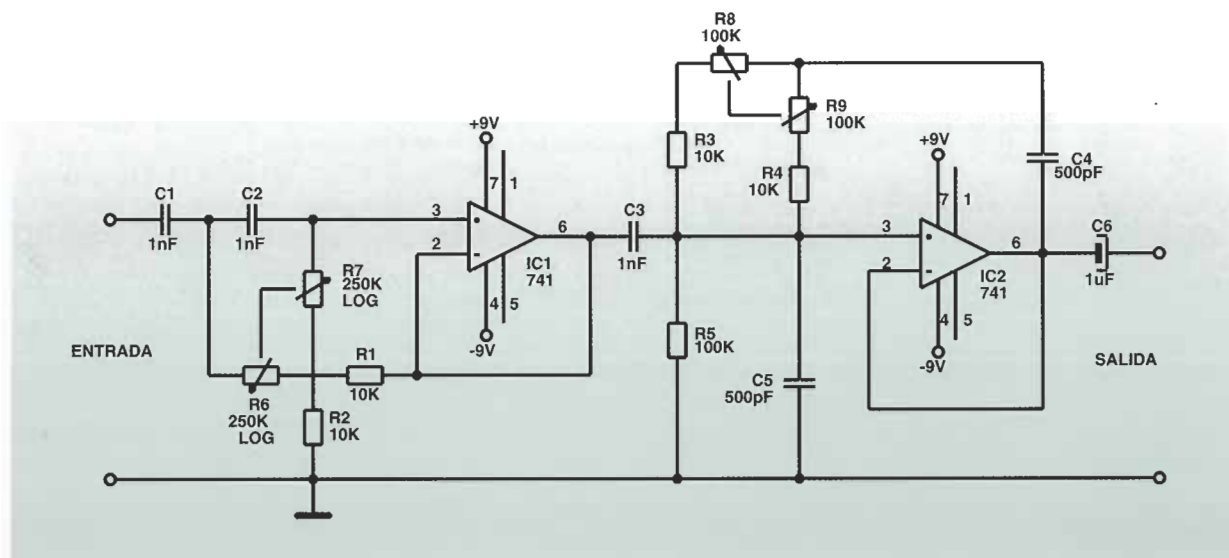 R8
100K
+9V
R3
10K
R9
100K
+9V
C4
500pF
7
1
R4
10K
7
1
C1
1nF
C2
1nF
3
2
6
C3
1nF
3
2
6
C6
1uF
IC1
741
IC2
741
R7
250K
LOG
4
5
4
5
-9V
R5
100K
-9V
ENTRADA
R1
10K
SALIDA
C5
500pF
R6
250K
LOG
R2
10K